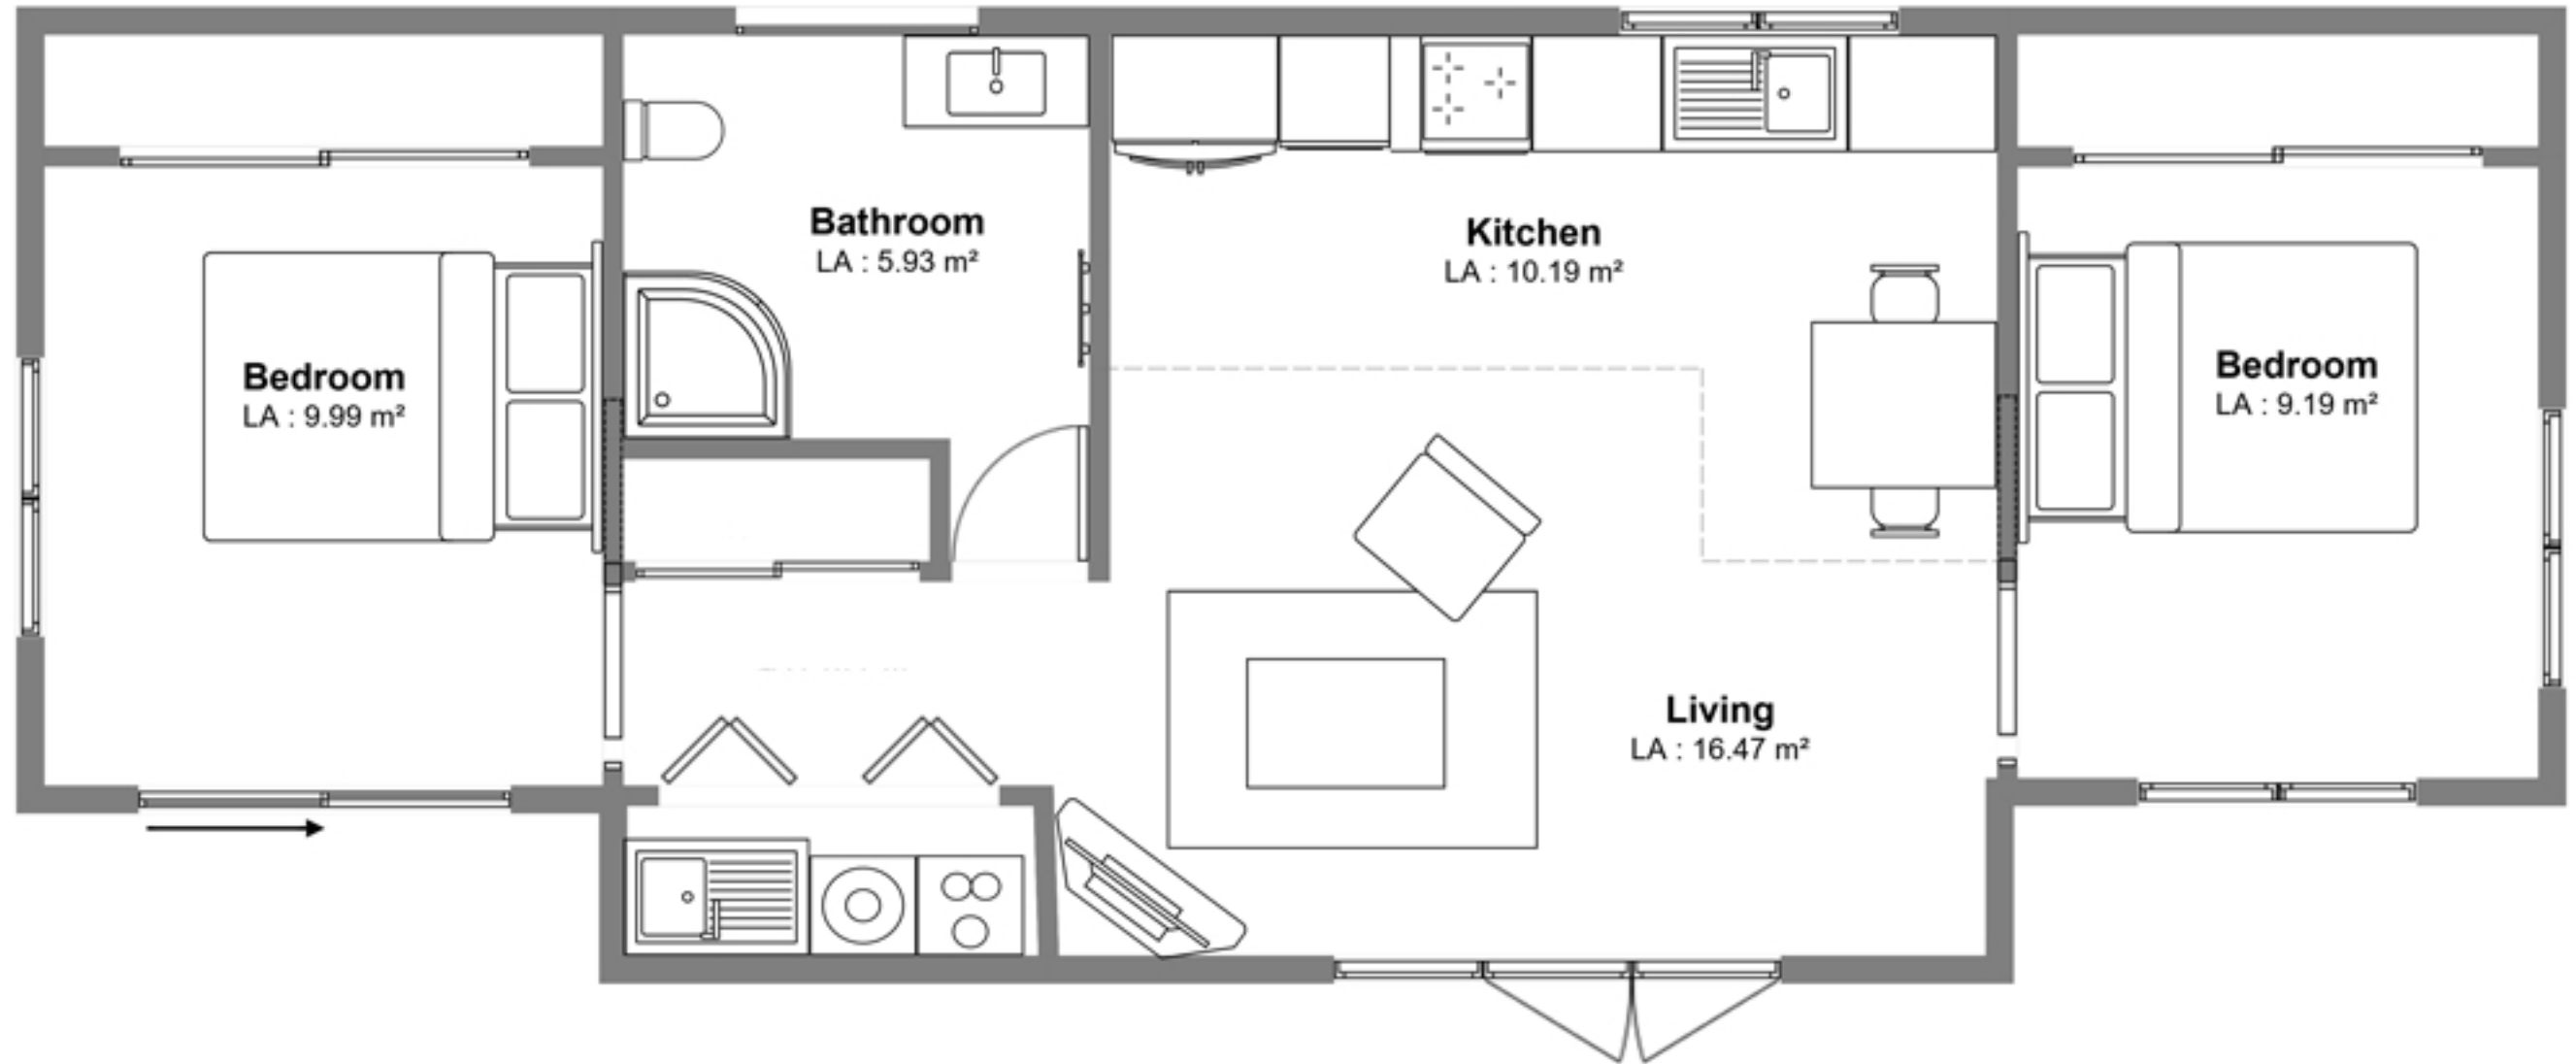 Bathroom
LA : 5.93 m²
Kitchen
LA : 10.19 m²
Bedroom
LA : 9.99 m²
Bedroom
LA : 9.19 m²
Living
LA : 16.47 m²